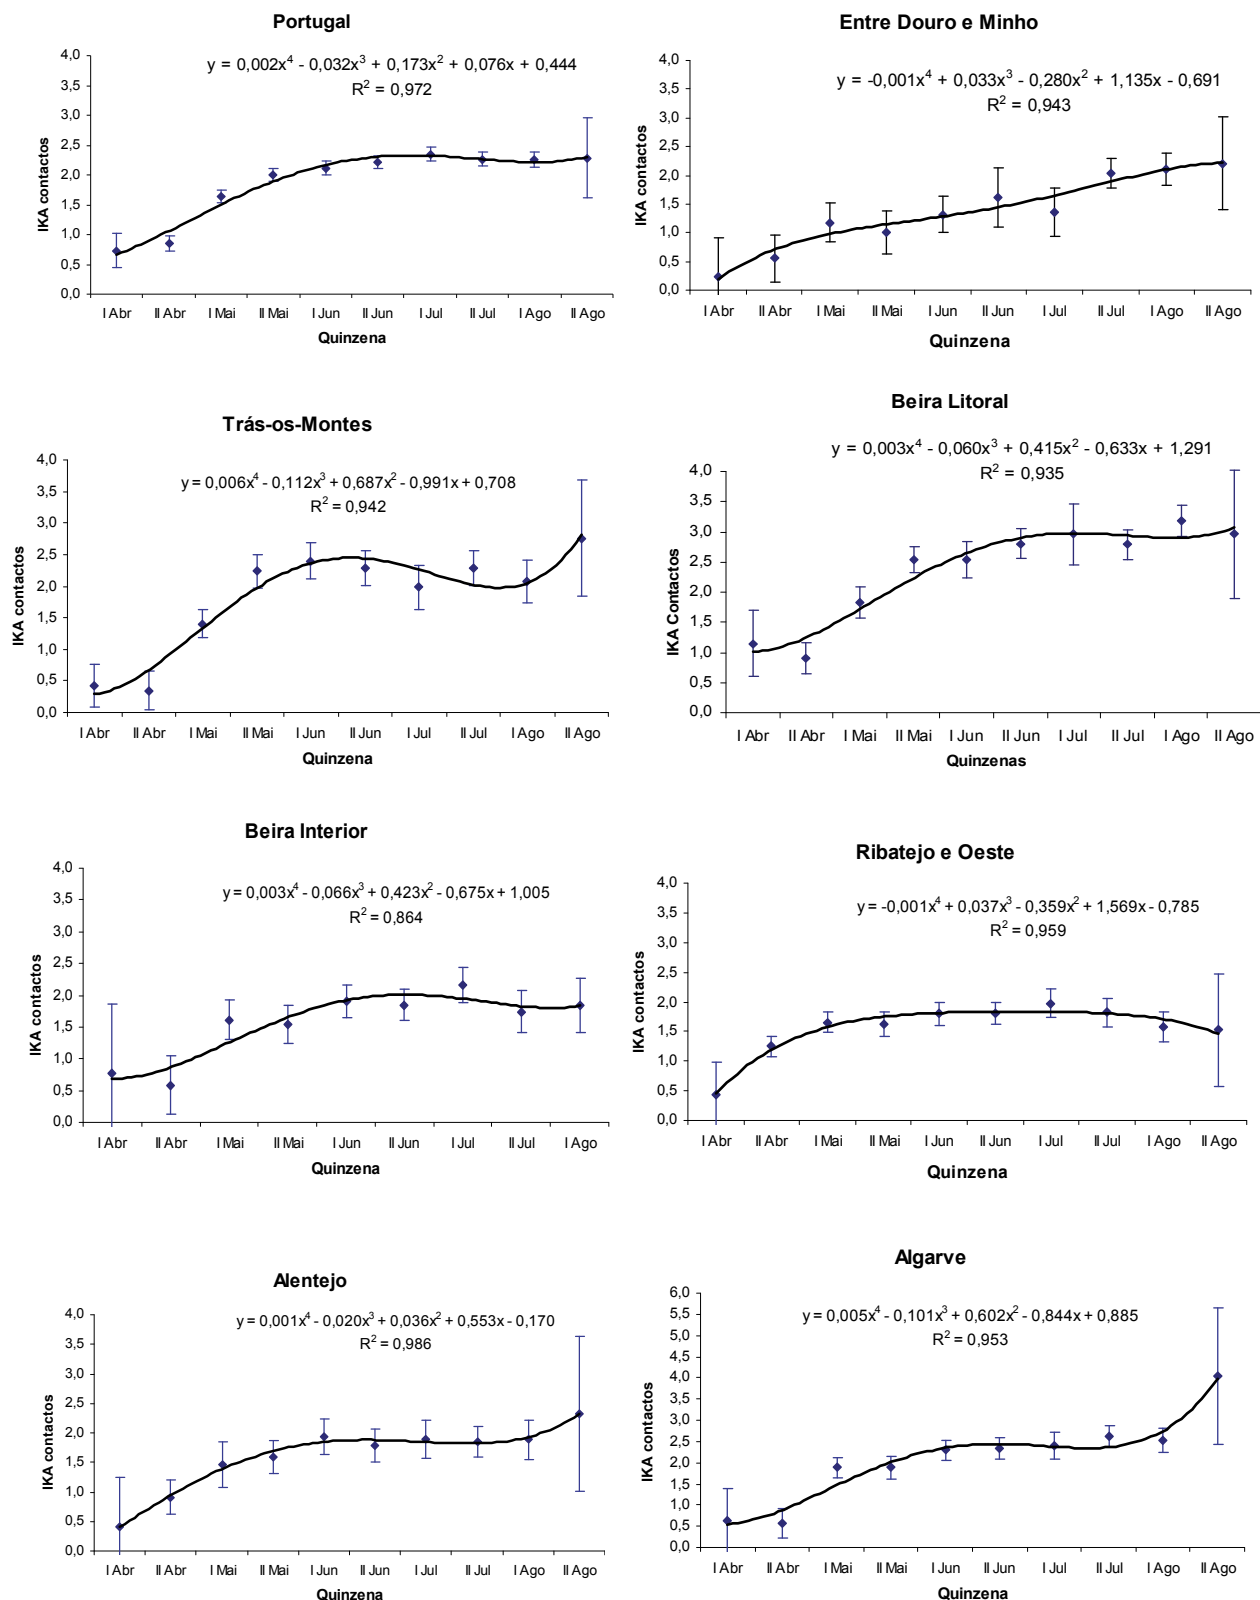 Portugal
y = 0,002x⁴ - 0,032x³ + 0,173x² + 0,076x + 0,444
R² = 0,972
IKA contactos
4,0
3,5
3,0
2,5
2,0
1,5
1,0
0,5
0,0
I Abr II Abr I Mai II Mai I Jun II Jun I Jul II Jul I Ago II Ago
Quinzena
Entre Douro e Minho
y = -0,001x⁴ + 0,033x³ - 0,280x² + 1,135x - 0,691
R² = 0,943
IKA contactos
4,0
3,5
3,0
2,5
2,0
1,5
1,0
0,5
0,0
I Abr II Abr I Mai II Mai I Jun II Jun I Jul II Jul I Ago II Ago
Quinzena
Trás-os-Montes
y = 0,006x⁴ - 0,112x³ + 0,687x² - 0,991x + 0,708
R² = 0,942
IKA contactos
4,0
3,5
3,0
2,5
2,0
1,5
1,0
0,5
0,0
I Abr II Abr I Mai II Mai I Jun II Jun I Jul II Jul I Ago II Ago
Quinzena
Beira Litoral
y = 0,003x⁴ - 0,060x³ + 0,415x² - 0,633x + 1,291
R² = 0,935
IKA Contactos
4,0
3,5
3,0
2,5
2,0
1,5
1,0
0,5
0,0
I Abr II Abr I Mai II Mai I Jun II Jun I Jul II Jul I Ago II Ago
Quinzenas
Beira Interior
y = 0,003x⁴ - 0,066x³ + 0,423x² - 0,675x + 1,005
R² = 0,864
IKA contactos
4,0
3,5
3,0
2,5
2,0
1,5
1,0
0,5
0,0
I Abr II Abr I Mai II Mai I Jun II Jun I Jul II Jul I Ago
Quinzena
Ribatejo e Oeste
y = -0,001x⁴ + 0,037x³ - 0,359x² + 1,569x - 0,785
R² = 0,959
IKA contactos
4,0
3,5
3,0
2,5
2,0
1,5
1,0
0,5
0,0
I Abr II Abr I Mai II Mai I Jun II Jun I Jul II Jul I Ago II Ago
Quinzena
Alentejo
y = 0,001x⁴ - 0,020x³ + 0,036x² + 0,553x - 0,170
R² = 0,986
IKA contactos
4,0
3,5
3,0
2,5
2,0
1,5
1,0
0,5
0,0
I Abr II Abr I Mai II Mai I Jun II Jun I Jul II Jul I Ago II Ago
Quinzena
Algarve
y = 0,005x⁴ - 0,101x³ + 0,602x² - 0,844x + 0,885
R² = 0,953
IKA contactos
6,0
5,5
5,0
4,5
4,0
3,5
3,0
2,5
2,0
1,5
1,0
0,5
0,0
I Abr II Abr I Mai II Mai I Jun II Jun I Jul II Jul I Ago II Ago
Quinzena